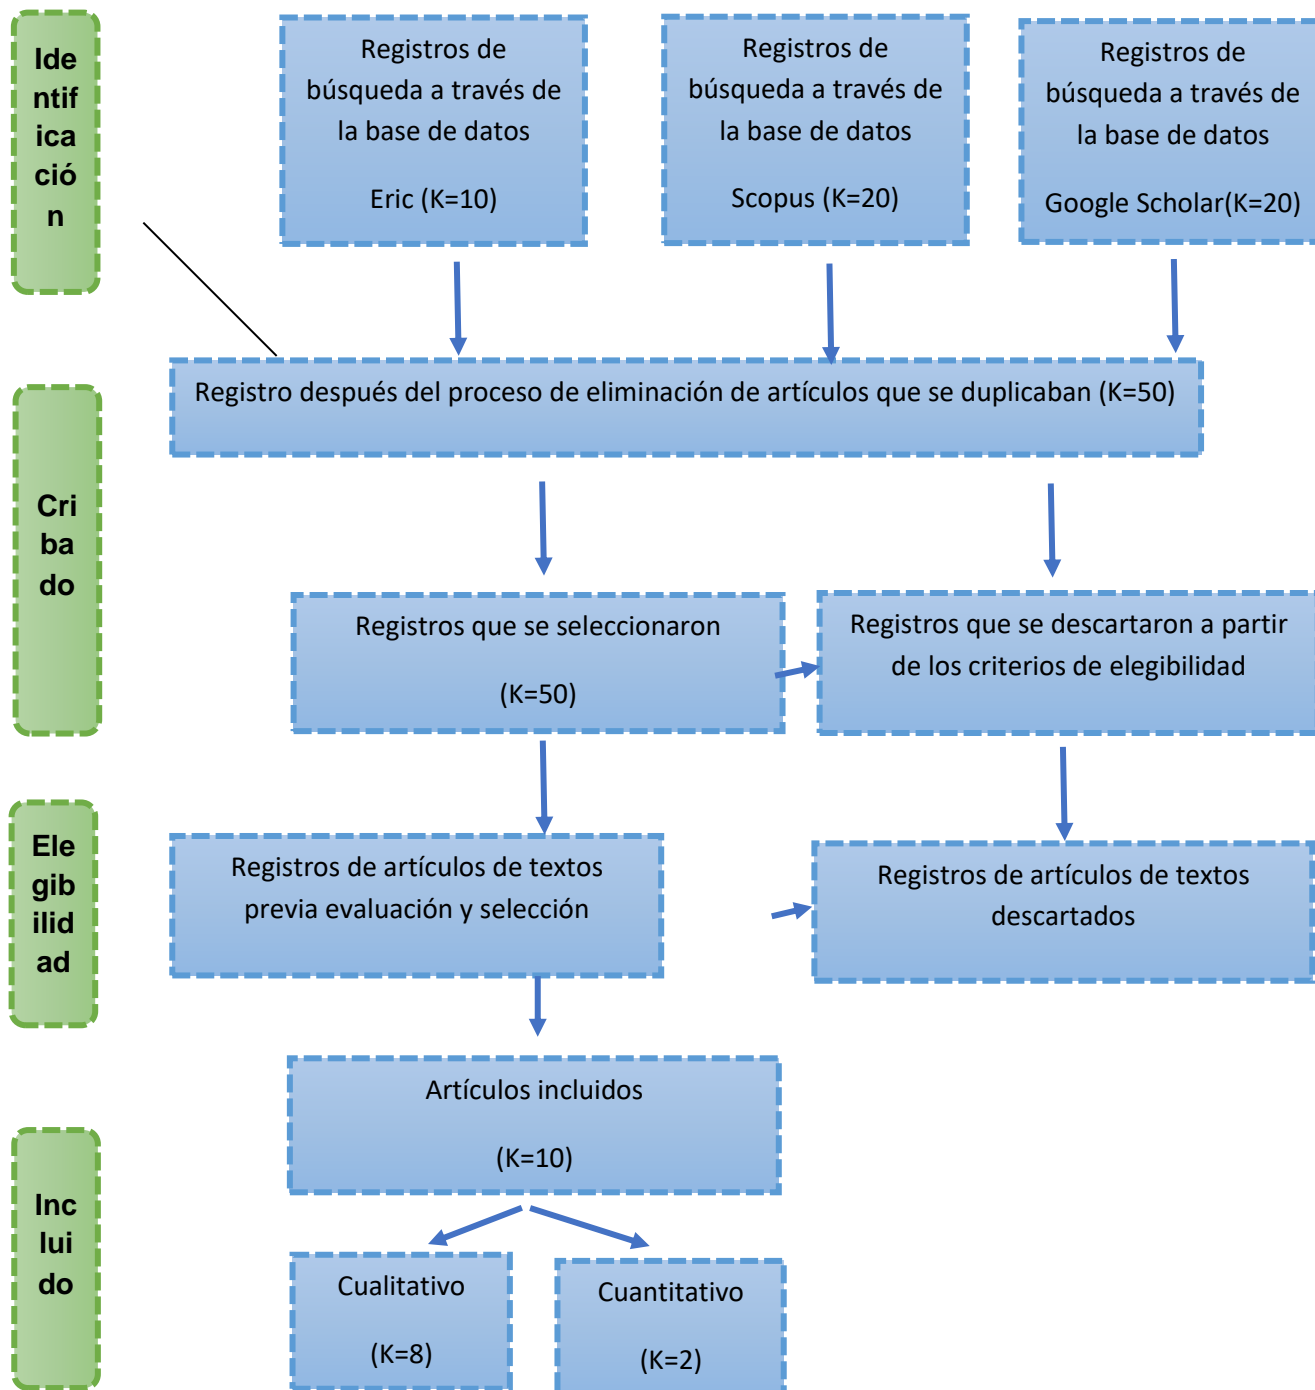 Ide
ntif
ica
ció
n
Registros de
búsqueda a través de
la base de datos
Eric (K=10)
Registros de
búsqueda a través de
la base de datos
Scopus (K=20)
Registros de
búsqueda a través de
la base de datos
Google Scholar(K=20)
Registro después del proceso de eliminación de artículos que se duplicaban (K=50)
Cri
ba
do
Registros que se seleccionaron
(K=50)
Registros que se descartaron a partir
de los criterios de elegibilidad
Ele
gib
ilid
ad
Registros de artículos de textos
previa evaluación y selección
Registros de artículos de textos
descartados
Artículos incluidos
(K=10)
Inc
lui
do
Cualitativo
(K=8)
Cuantitativo
(K=2)